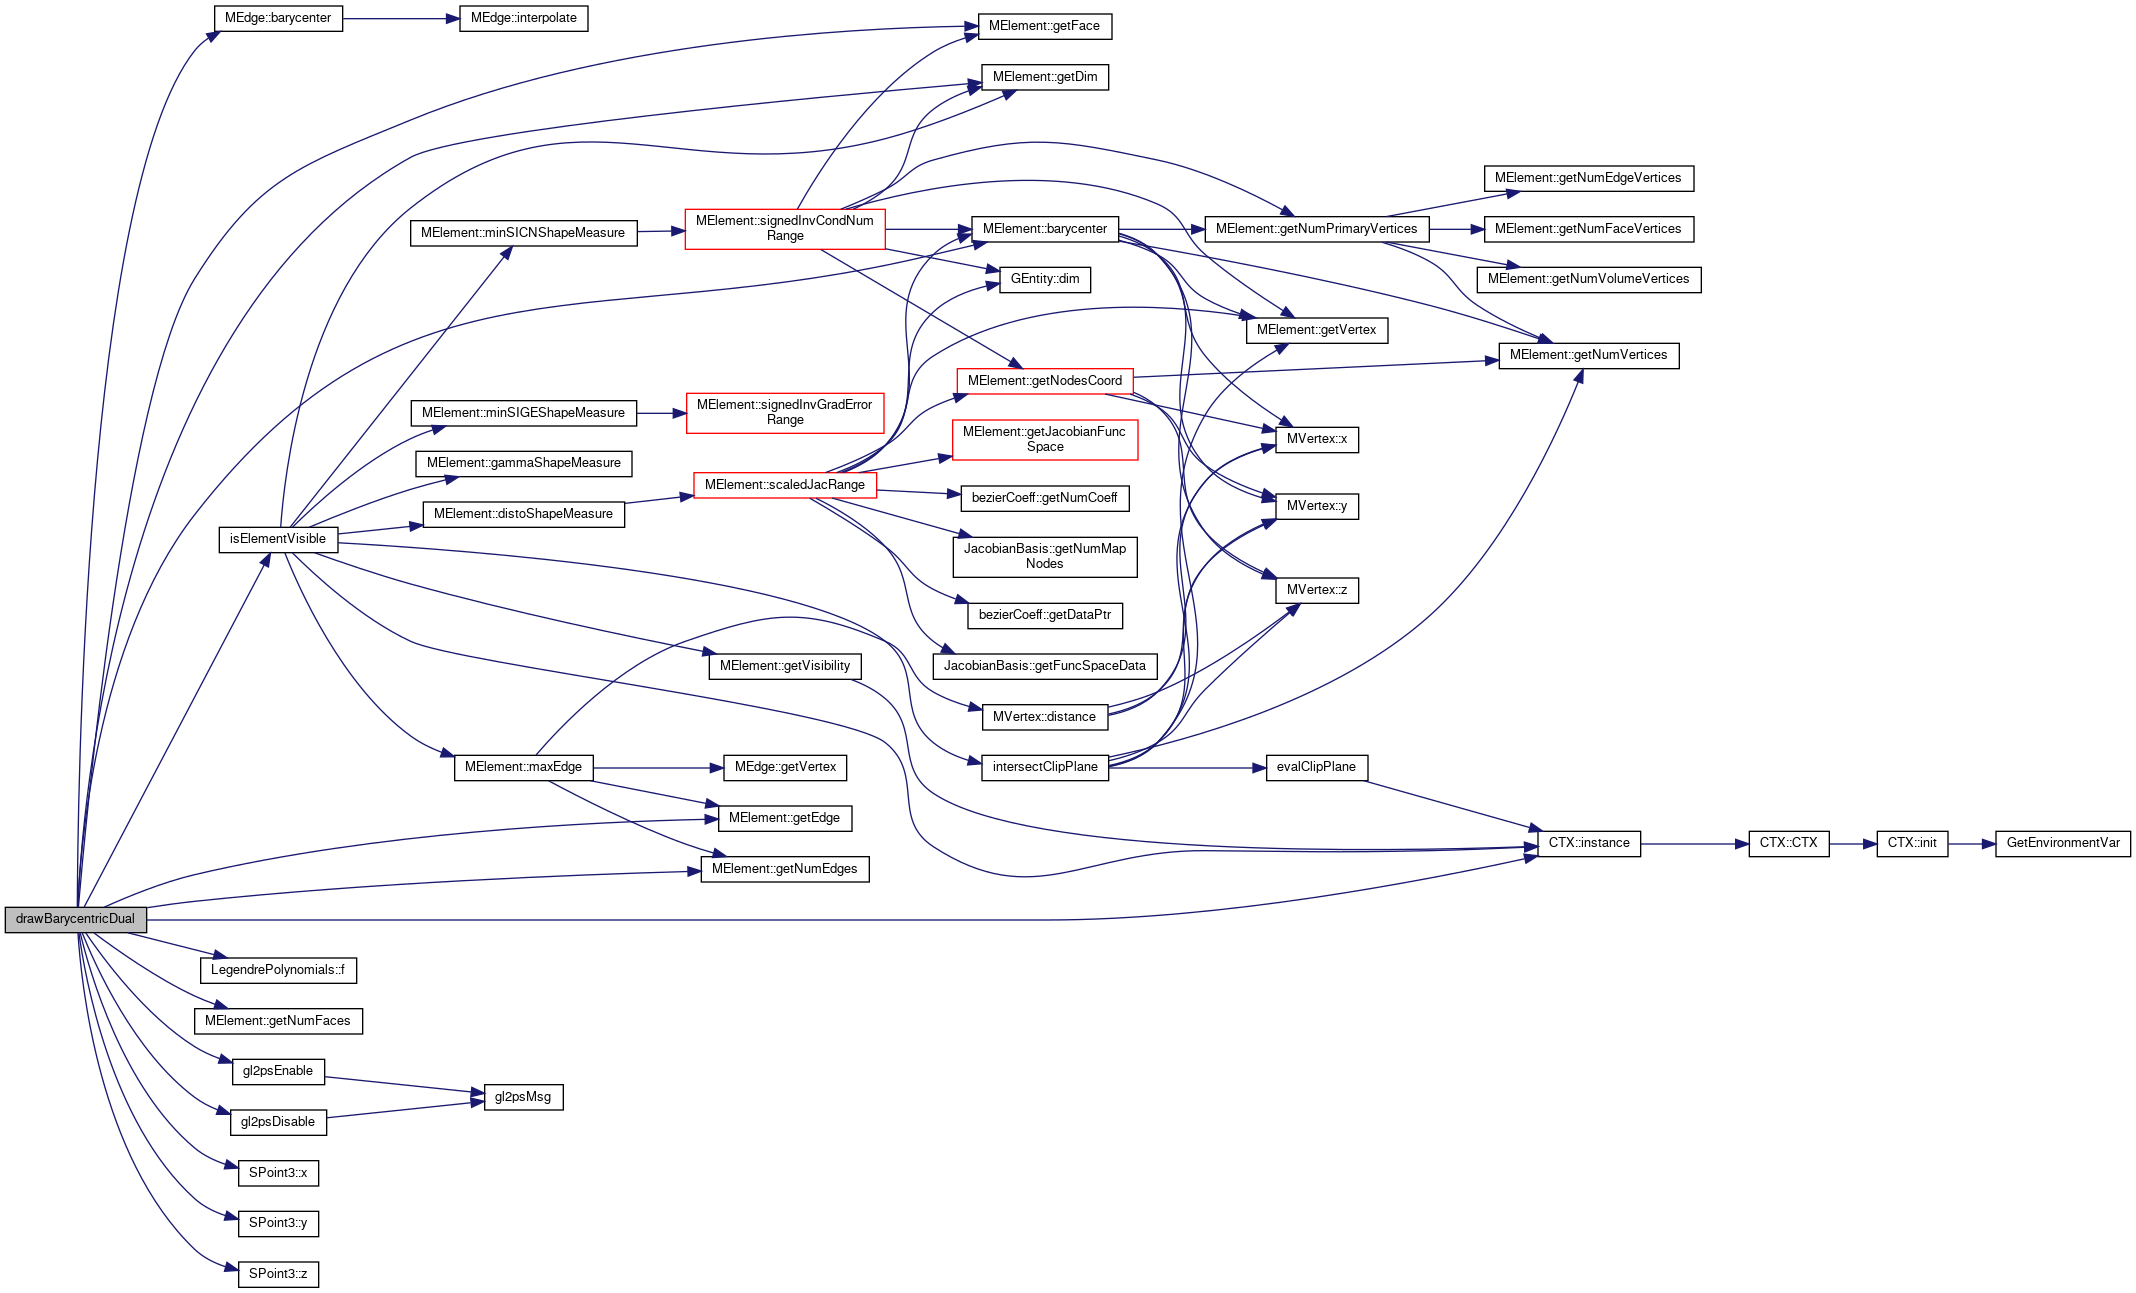 MEdge::barycenter
MEdge::interpolate
MElement::getFace
MElement::getDim
MElement::getNumEdgeVertices
MElement::minSICNShapeMeasure
MElement::signedInvCondNum
Range
MElement::barycenter
MElement::getNumPrimaryVertices
MElement::getNumFaceVertices
GEntity::dim
MElement::getNumVolumeVertices
MElement::getVertex
MElement::getNumVertices
MElement::getNodesCoord
MElement::minSIGEShapeMeasure
MElement::signedInvGradError
Range
MElement::getJacobianFunc
Space
MVertex::x
MElement::gammaShapeMeasure
MElement::scaledJacRange
bezierCoeff::getNumCoeff
MVertex::y
MElement::distoShapeMeasure
isElementVisible
JacobianBasis::getNumMap
Nodes
MVertex::z
bezierCoeff::getDataPtr
MElement::getVisibility
JacobianBasis::getFuncSpaceData
MVertex::distance
MElement::maxEdge
MEdge::getVertex
intersectClipPlane
evalClipPlane
MElement::getEdge
CTX::instance
CTX::CTX
CTX::init
GetEnvironmentVar
MElement::getNumEdges
drawBarycentricDual
LegendrePolynomials::f
MElement::getNumFaces
gl2psEnable
gl2psMsg
gl2psDisable
SPoint3::x
SPoint3::y
SPoint3::z